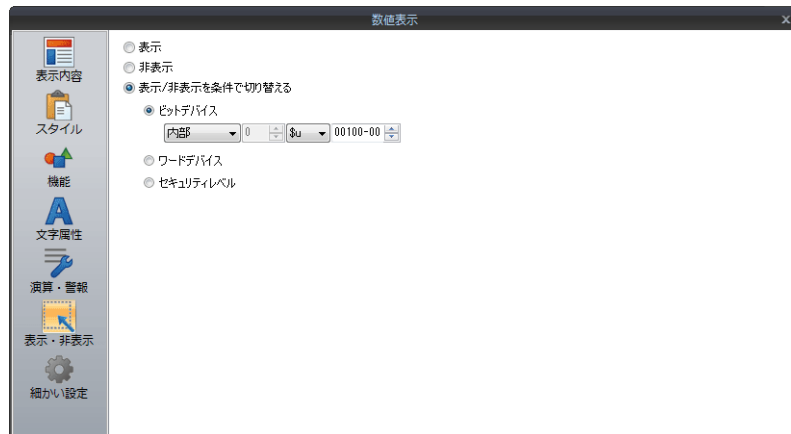 数値表示
x
表示内容
スタイル
機能
文字属性
演算・警報
表示・非表示
細かい設定
表示
非表示
表示/非表示を条件で切り替える
ビットデバイス
内部 0 $u 00100-00
ワードデバイス
セキュリティレベル